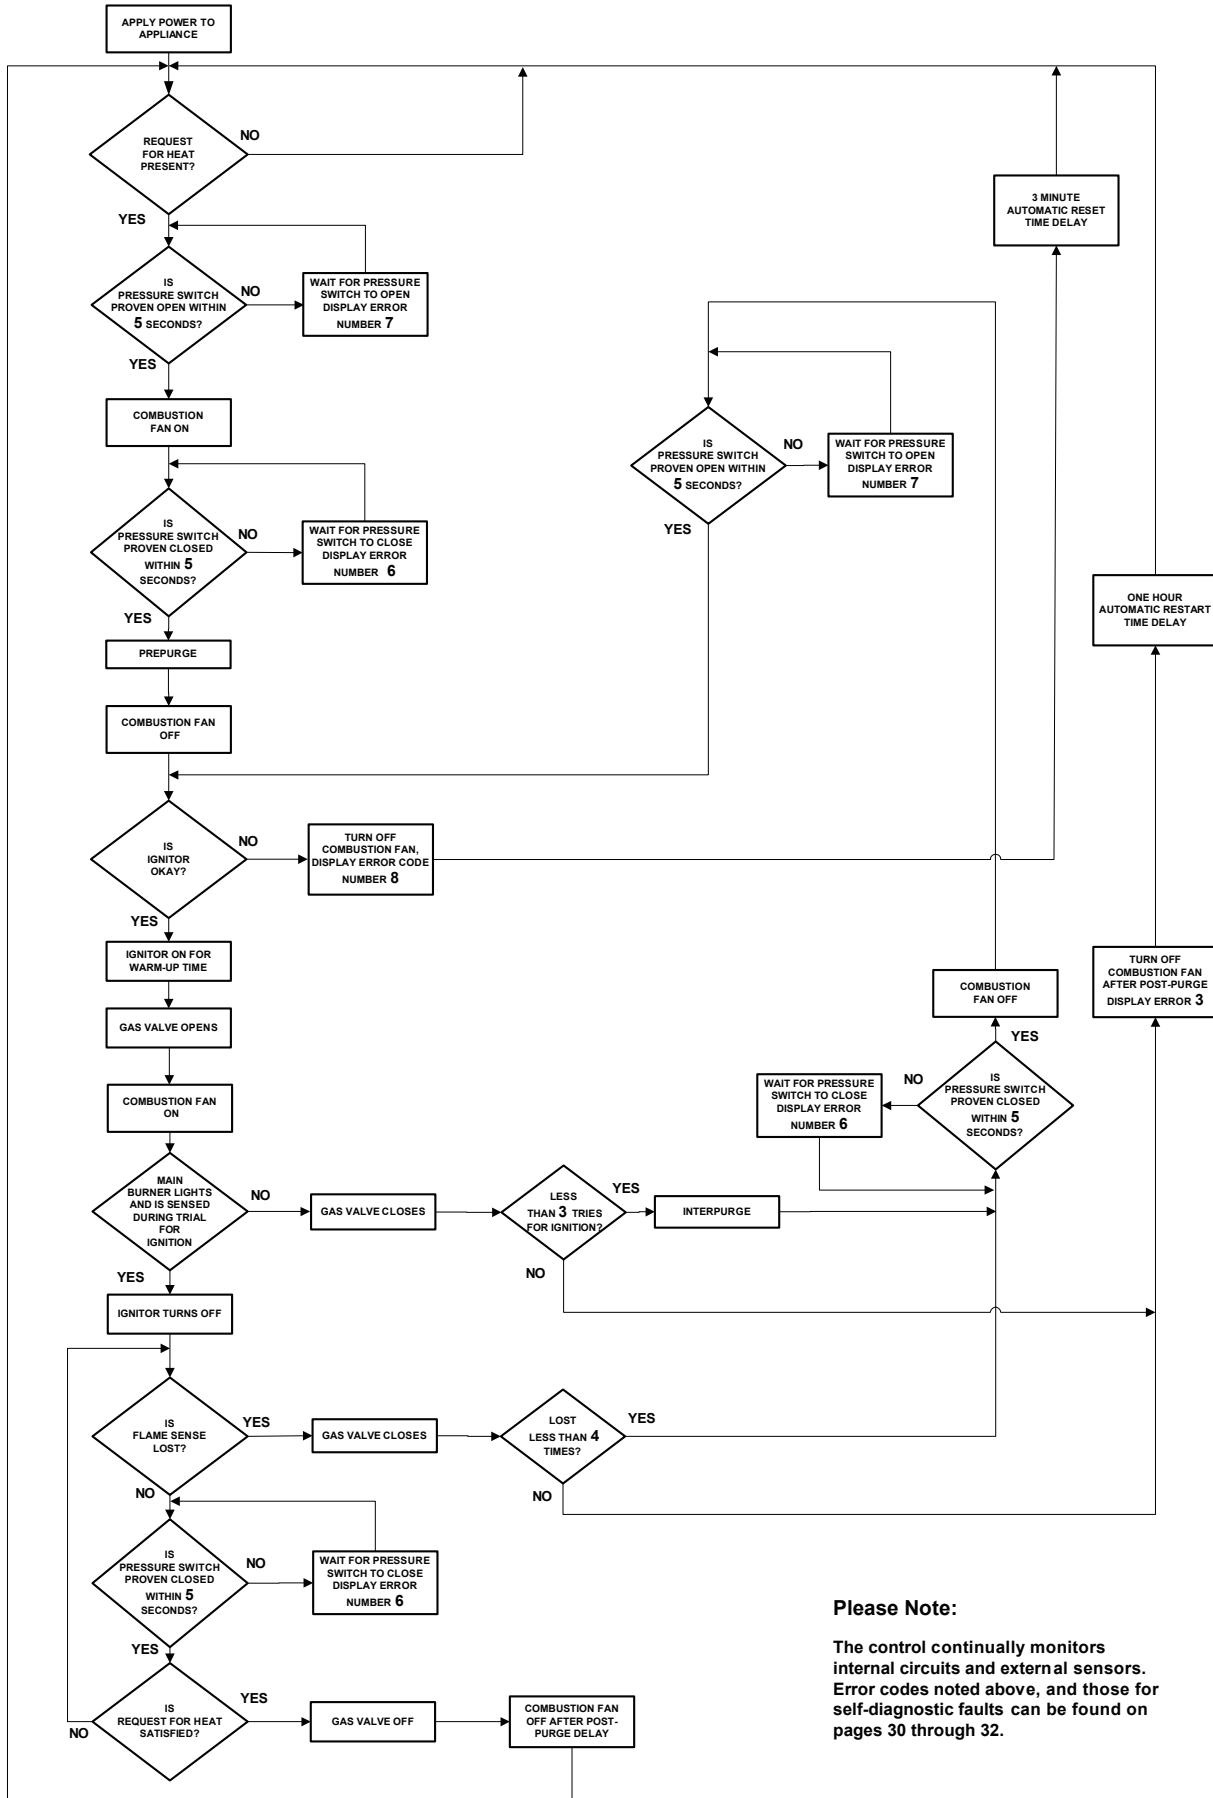 APPLY POWER TO
APPLIANCE
REQUEST
FOR HEAT
PRESENT?
NO
YES
3 MINUTE
AUTOMATIC RESET
TIME DELAY
IS
PRESSURE SWITCH
PROVEN OPEN WITHIN
5 SECONDS?
NO
WAIT FOR PRESSURE
SWITCH TO OPEN
DISPLAY ERROR
NUMBER 7
YES
COMBUSTION
FAN ON
IS
PRESSURE SWITCH
PROVEN OPEN WITHIN
5 SECONDS?
NO
WAIT FOR PRESSURE
SWITCH TO OPEN
DISPLAY ERROR
NUMBER 7
YES
IS
PRESSURE SWITCH
PROVEN CLOSED
WITHIN 5
SECONDS?
NO
WAIT FOR PRESSURE
SWITCH TO CLOSE
DISPLAY ERROR
NUMBER 6
YES
ONE HOUR
AUTOMATIC RESTART
TIME DELAY
PREPURGE
COMBUSTION FAN
OFF
IS
IGNITOR
OKAY?
NO
TURN OFF
COMBUSTION FAN,
DISPLAY ERROR CODE
NUMBER 8
YES
IGNITOR ON FOR
WARM-UP TIME
COMBUSTION
FAN OFF
TURN OFF
COMBUSTION FAN
AFTER POST-PURGE
DISPLAY ERROR 3
GAS VALVE OPENS
YES
COMBUSTION FAN
ON
WAIT FOR PRESSURE
SWITCH TO CLOSE
DISPLAY ERROR
NUMBER 6
NO
IS
PRESSURE SWITCH
PROVEN CLOSED
WITHIN 5
SECONDS?
MAIN
BURNER LIGHTS
AND IS SENSED
DURING TRIAL
FOR
IGNITION
NO
GAS VALVE CLOSES
LESS
THAN 3 TRIES
FOR IGNITION?
YES
INTERPURGE
NO
YES
IGNITOR TURNS OFF
IS
FLAME SENSE
LOST?
YES
GAS VALVE CLOSES
LOST
LESS THAN 4
TIMES?
YES
NO
NO
IS
PRESSURE SWITCH
PROVEN CLOSED
WITHIN 5
SECONDS?
NO
WAIT FOR PRESSURE
SWITCH TO CLOSE
DISPLAY ERROR
NUMBER 6
YES
IS
REQUEST FOR HEAT
SATISFIED?
NO
YES
GAS VALVE OFF
COMBUSTION FAN
OFF AFTER POST-
PURGE DELAY
Please Note:
The control continually monitors
internal circuits and external sensors.
Error codes noted above, and those for
self-diagnostic faults can be found on
pages 30 through 32.